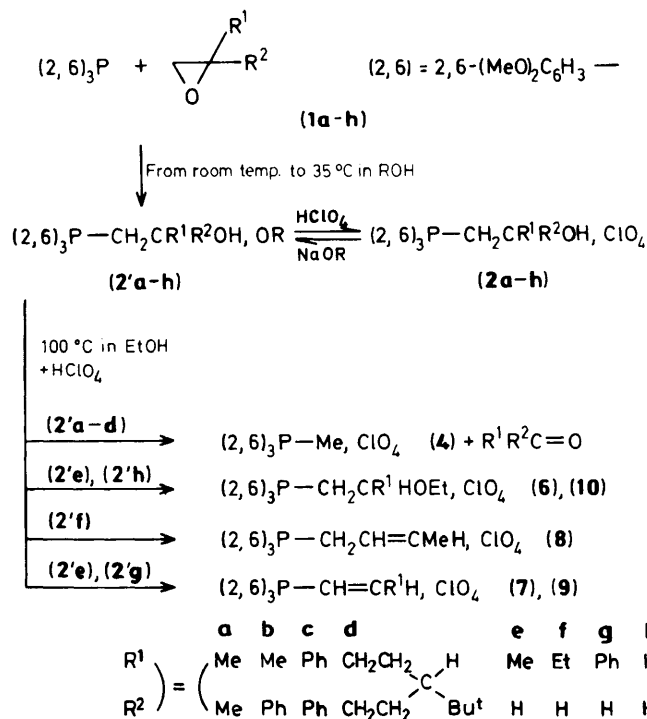 (2,6)₃P + R¹ R² O (2,6) = 2,6-(MeO)₂C₆H₃ —
(1a-h)
From room temp. to 35 °C in ROH
(2,6)₃P—CH₂CR¹R²OH, OR HClO₄ NaOR (2,6)₃P—CH₂CR¹R²OH, ClO₄
(2'a-h) (2a-h)
100 °C in EtOH
+HClO₄
(2'a-d) (2,6)₃P—Me, ClO₄ (4) + R¹R²C=O
(2'e), (2'h) (2,6)₃P—CH₂CR¹HOEt, ClO₄ (6), (10)
(2'f) (2,6)₃P—CH₂CH=CMeH, ClO₄ (8)
(2'e), (2'g) (2,6)₃P—CH=CR¹H, ClO₄ (7), (9)
a b c d e f g
R¹ Me Me Ph CH₂CH₂ H Me Et Ph
) = ( C
R² Me Ph Ph CH₂CH₂ Buᵗ H H H